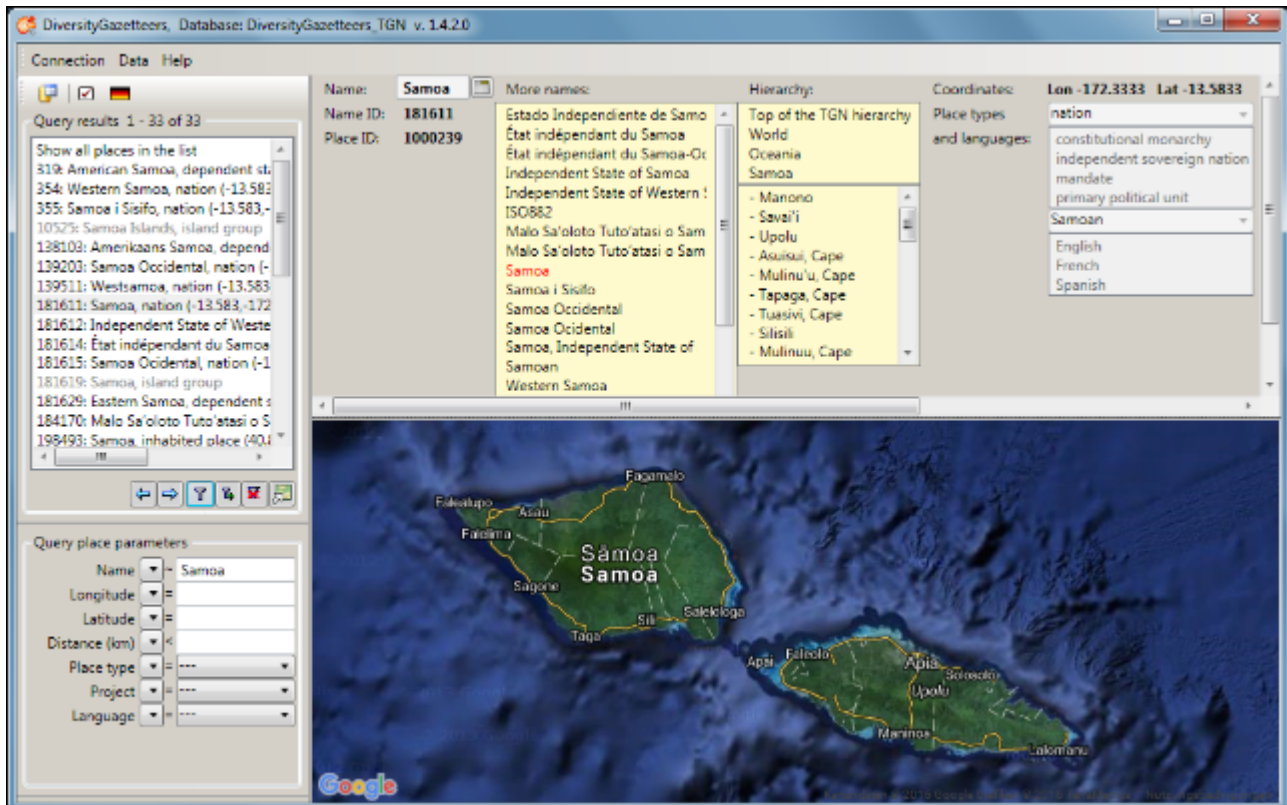 DiversityGazetteers, Database: DiversityGazetteers_TGN v. 1.4.2.0
Connection Data Help
Query results 1 - 33 of 33
Show all places in the list
319: American Samoa, dependent sta
354: Western Samoa, nation (-13.583
355: Samoa i Sisifo, nation (-13.583,-
10525: Samoa Islands, island group
138103: Amerikaans Samoa, depend
139203: Samoa Occidental, nation (-
139511: Westsamoa, nation (-13.583
181611: Samoa, nation (-13.583,-172
181612: Independent State of Weste
181614: État indépendant du Samoa
181615: Samoa Ocidental, nation (-1
181619: Samoa, island group
181629: Eastern Samoa, dependent s
184170: Malo Sa'oloto Tuto'atasi o S
198493: Samoa, inhabited place (40.8
Query place parameters
Name ~ Samoa
Longitude =
Latitude =
Distance (km) <
Place type = ---
Project = ---
Language = ---
Name: Samoa
Name ID: 181611
Place ID: 1000239
More names:
Estado Independiente de Samo
État indépendant du Samoa
État indépendant du Samoa-Oc
Independent State of Samoa
Independent State of Western S
ISO882
Malo Sa'oloto Tuto'atasi o Sam
Malo Sa'oloto Tuto'atasi o Sam
Samoa
Samoa i Sisifo
Samoa Occidental
Samoa Ocidental
Samoa, Independent State of
Samoan
Western Samoa
Hierarchy:
Top of the TGN hierarchy
World
Oceania
Samoa
- Manono
- Savai'i
- Upolu
- Asuisui, Cape
- Mulinu'u, Cape
- Tapaga, Cape
- Tuasivi, Cape
- Silisili
- Mulinuu, Cape
Coordinates: Lon -172.3333 Lat -13.5833
Place types
and languages:
nation
constitutional monarchy
independent sovereign nation
mandate
primary political unit
Samoan
English
French
Spanish
Fagamalo
Falealupo
Asau
Falelima
Sāmoa
Samoa
Sagone
Salelologa
Sili
Taga
Apai
Faleolo
Apia
Solosolo
Upolu
Maninoa
Lalomanu
Google